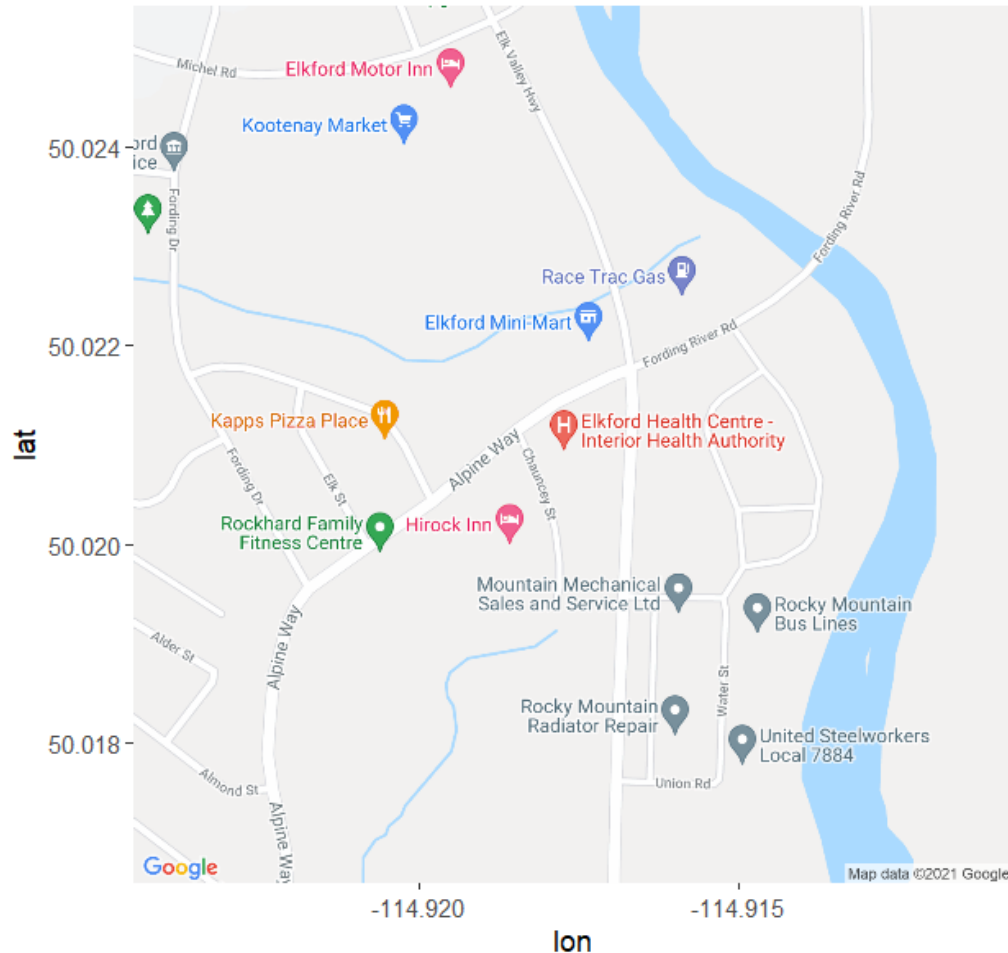 Michel Rd
Elkford Motor Inn
Elk Valley Hwy
Kootenay Market
50.024
ord
ice
Fording Dr
Fording River Rd
Race Trac Gas
Elkford Mini-Mart
50.022
Fording River Rd
Kapps Pizza Place
Elkford Health Centre -
Interior Health Authority
Alpine Way
Chauncey St
lat
Fording Dr
Elk St
Rockhard Family
Fitness Centre
Hirock Inn
50.020
Mountain Mechanical
Sales and Service Ltd
Rocky Mountain
Bus Lines
Alpine Way
Alder St
Water St
Rocky Mountain
Radiator Repair
United Steelworkers
Local 7884
50.018
Almond St
Union Rd
Alpine Way
Google
Map data ©2021 Google
-114.920
-114.915
lon